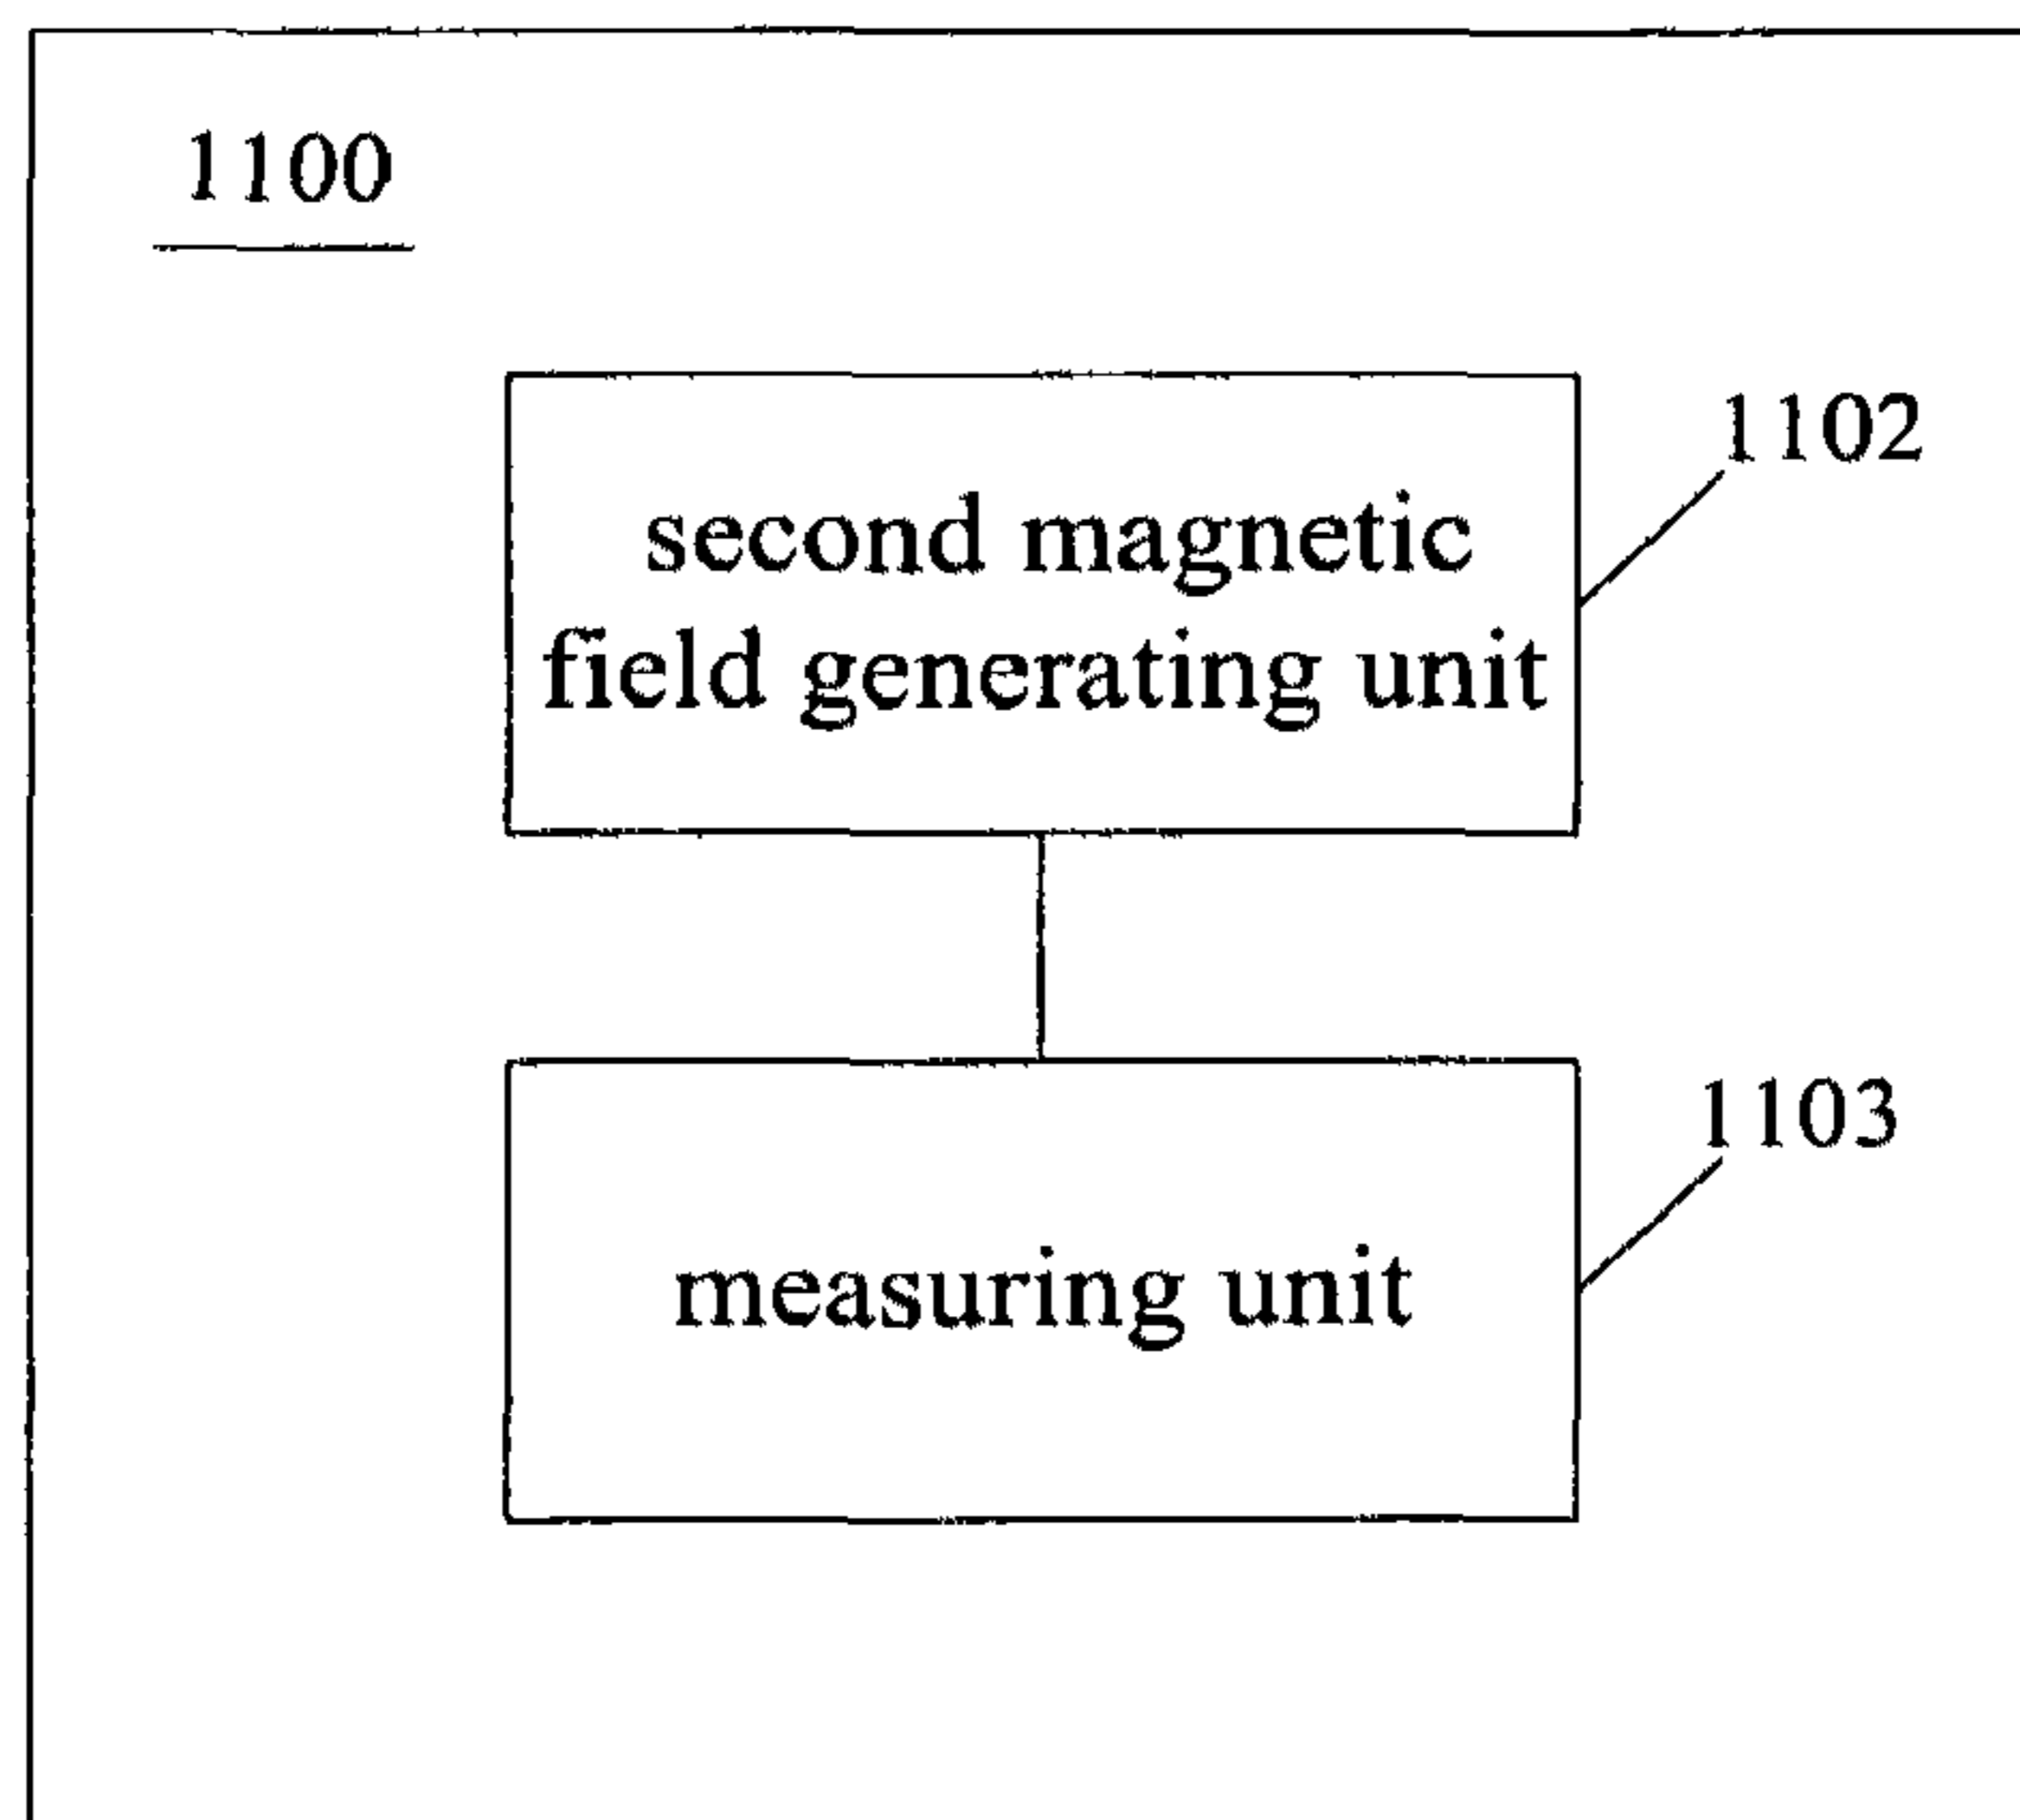 1100
1102
second magnetic
field generating unit
1103
measuring unit